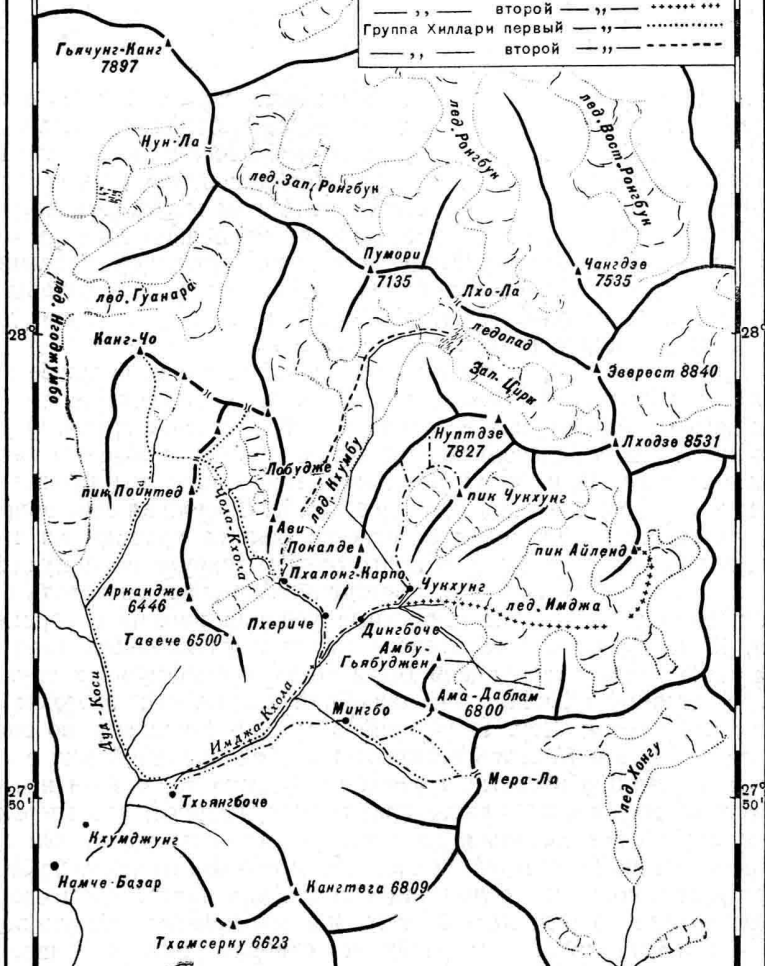 — ,, — второй — ,, — +++++++
Группа Хиллари первый — ,, — ··········
— ,, — второй — ,, — -------
Гьячунг-Канг
7897
Нун-Ла
лед. Зап. Ронгбук
лед. Ронгбук
лед. Вост. Ронгбук
Пумори
7135
Чангдзе
7535
лед. Гуанара
лед. Нгоджумбо
Лхо-Ла
28°
28°
Канг-Чо
ледопад
Зап. Цирк
Эверест 8840
Нуптдзе
7827
Лходзе 8531
лед. Кхумбу
Лобудже
пик Пойнтед
Чола-Кхола
пик Чукхунг
Ави
Покалде
пик Айленд
Пхалонг-Карпо
Чукхунг
Аркандже
6446
лед. Имджа
Пхериче
Дингбоче
Тавече 6500
Амбу-
Гьябуджен
Ама-Даблам
6800
Дуд-Коси
Имджа-Кхола
Мингбо
Мера-Ла
лед. Хонгу
27°
50'
27°
50'
Тхьянгбоче
Кхумджунг
Намче-Базар
Кангтега 6809
Тхамсерку 6623